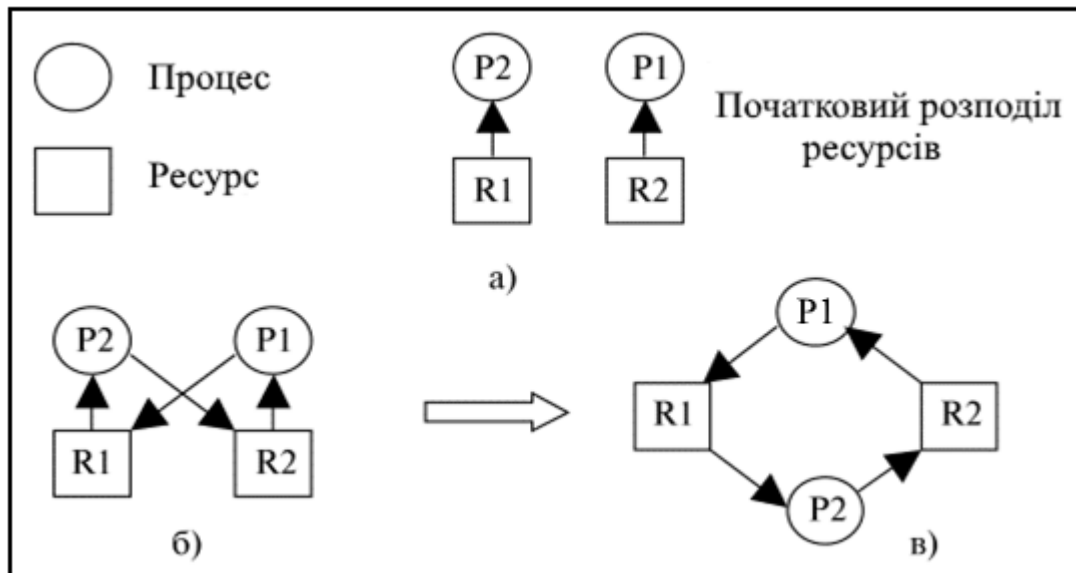 Процес
Ресурс
P2
P1
R1
R2
Початковий розподіл
ресурсів
а)
P2
P1
R1
R2
б)
P1
R1
R2
P2
в)